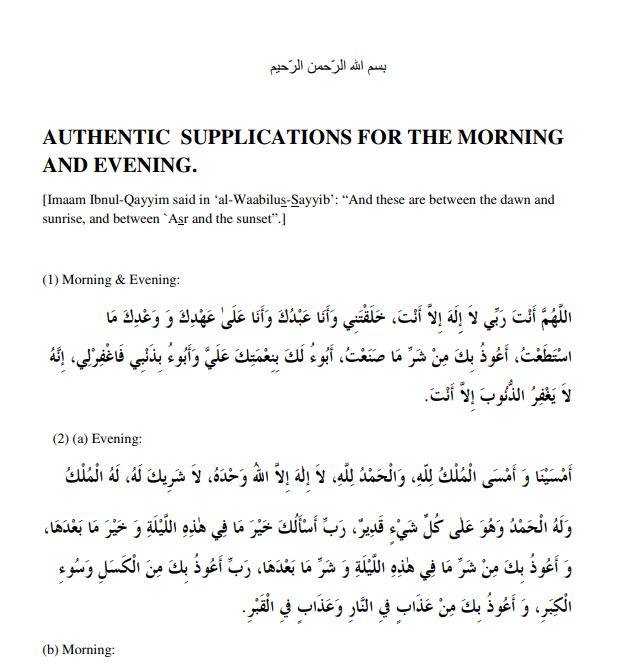 بسم الله الرّحمن الرّحيم
AUTHENTIC SUPPLICATIONS FOR THE MORNING
AND EVENING.
[Imaam Ibnul-Qayyim said in ‘al-Waabilus-Sayyib’: “And these are between the dawn and
sunrise, and between `Asr and the sunset”.]
(1) Morning & Evening:
اللَّهُمَّ أَنْتَ رَبِّي لاَ إِلَهَ إِلاَّ أَنْتَ، خَلَقْتَنِي وَأَنَا عَبْدُكَ وَأَنَا عَلَىٰ عَهْدِكَ وَ وَعْدِكَ مَا
اسْتَطَعْتُ، أَعُوذُ بِكَ مِنْ شَرِّ مَا صَنَعْتُ، أَبُوءُ لَكَ بِنِعْمَتِكَ عَلَيَّ وَأَبُوءُ بِذَنْبِي فَاغْفِرْلِي، إِنَّهُ
لاَ يَغْفِرُ الذُّنُوبَ إِلاَّ أَنْتَ.
(2) (a) Evening:
أَمْسَيْنَا وَ أَمْسَى الْمُلْكُ لِلَّهِ، وَالْحَمْدُ لِلَّهِ، لاَ إِلٰهَ إِلاَّ اللهُ وَحْدَهُ، لاَ شَرِيكَ لَهُ، لَهُ الْمُلْكُ
وَلَهُ الْحَمْدُ وَهُوَ عَلٰى كُلِّ شَيْءٍ قَدِيرٌ، رَبِّ أَسْأَلُكَ خَيْرَ مَا فِي هٰذِهِ اللَّيْلَةِ وَ خَيْرَ مَا بَعْدَهَا،
وَ أَعُوذُ بِكَ مِنْ شَرِّ مَا فِي هٰذِهِ اللَّيْلَةِ وَ شَرِّ مَا بَعْدَهَا، رَبِّ أَعُوذُ بِكَ مِنَ الْكَسَلِ وَسُوءِ
الْكِبَرِ، وَ أَعُوذُ بِكَ مِنْ عَذَابٍ فِي النَّارِ وَعَذَابٍ فِي الْقَبْرِ.
(b) Morning: